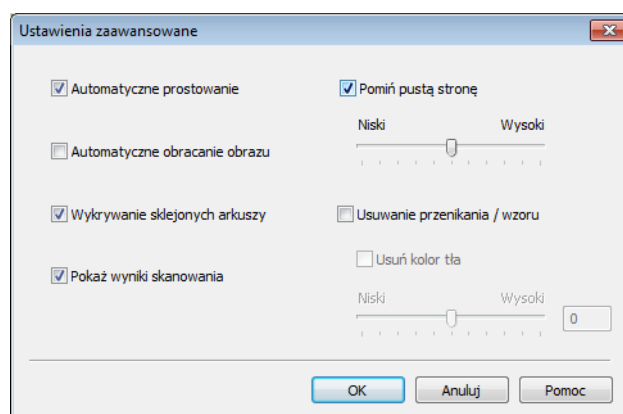 Ustawienia zaawansowane
Automatyczne prostowanie
Automatyczne obracanie obrazu
Wykrywanie sklejonych arkuszy
Pokaż wyniki skanowania
Pomiń pustą stronę
Niski Wysoki
Usuwanie przenikania / wzoru
Usuń kolor tła
Niski Wysoki
0
OK Anuluj Pomoc